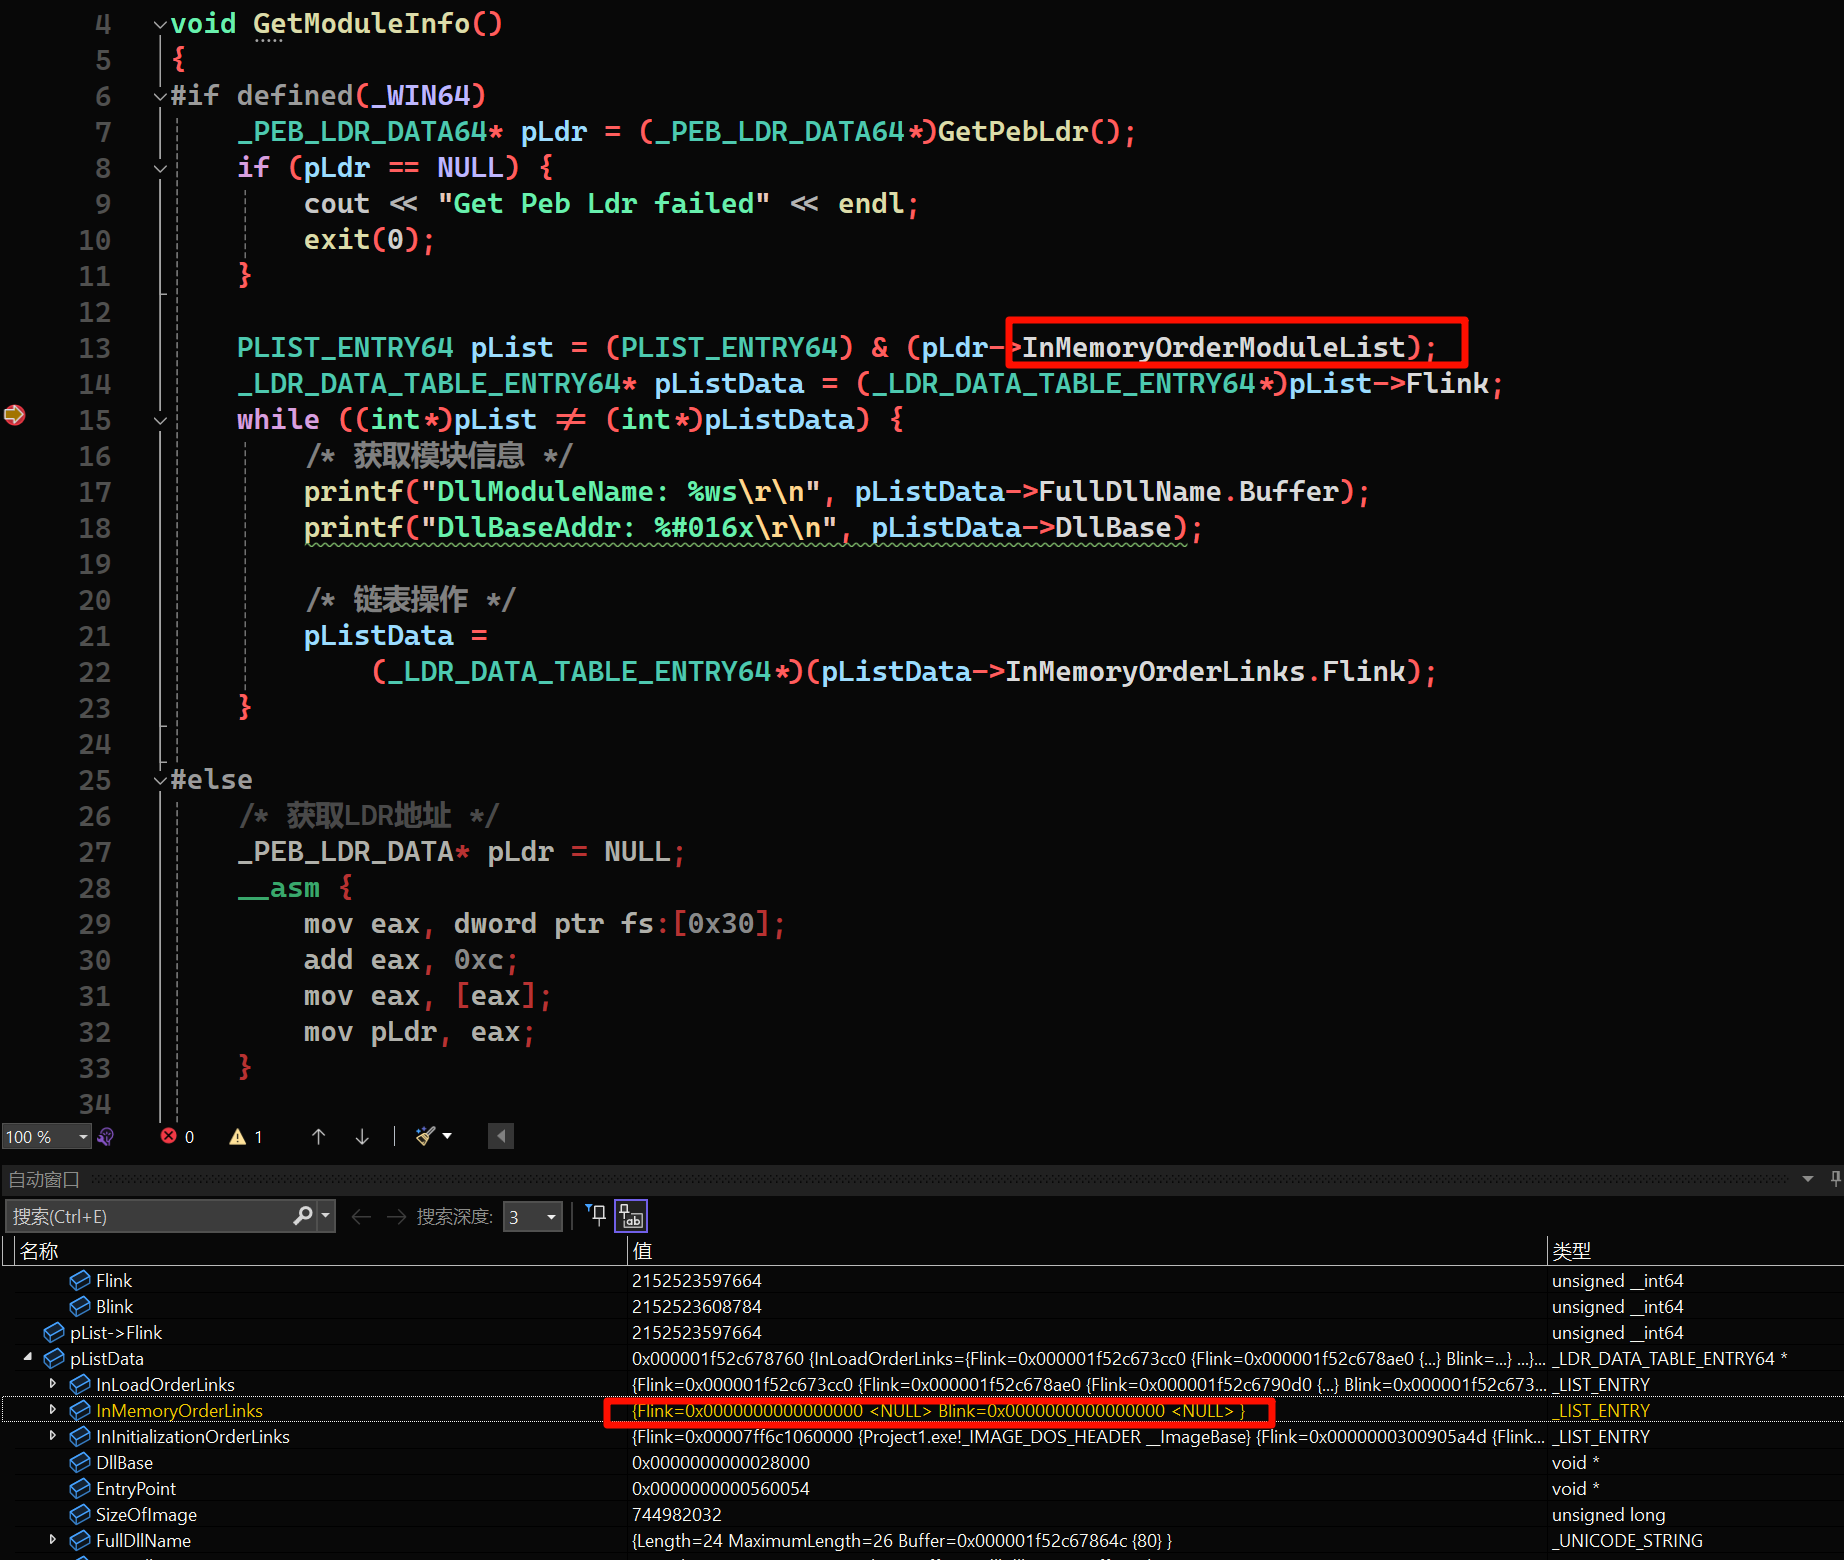 4 void GetModuleInfo()
5 {
6 #if defined(_WIN64)
7 _PEB_LDR_DATA64* pLdr = (_PEB_LDR_DATA64*)GetPebLdr();
8 if (pLdr == NULL) {
9 cout << "Get Peb Ldr failed" << endl;
10 exit(0);
11 }
12
13 PLIST_ENTRY64 pList = (PLIST_ENTRY64) & (pLdr->InMemoryOrderModuleList);
14 _LDR_DATA_TABLE_ENTRY64* pListData = (_LDR_DATA_TABLE_ENTRY64*)pList->Flink;
15 while ((int*)pList != (int*)pListData) {
16 /* 获取模块信息 */
17 printf("DllModuleName: %ws\r\n", pListData->FullDllName.Buffer);
18 printf("DllBaseAddr: %#016x\r\n", pListData->DllBase);
19
20 /* 链表操作 */
21 pListData =
22 (_LDR_DATA_TABLE_ENTRY64*)(pListData->InMemoryOrderLinks.Flink);
23 }
24
25 #else
26 /* 获取LDR地址 */
27 _PEB_LDR_DATA* pLdr = NULL;
28 __asm {
29 mov eax, dword ptr fs:[0x30];
30 add eax, 0xc;
31 mov eax, [eax];
32 mov pLdr, eax;
33 }
34
100 % 0 1
自动窗口
搜索(Ctrl+E) 搜索深度: 3
名称 值 类型
Flink 2152523597664 unsigned __int64
Blink 2152523608784 unsigned __int64
pList->Flink 2152523597664 unsigned __int64
pListData 0x000001f52c678760 {InLoadOrderLinks={Flink=0x000001f52c673cc0 {Flink=0x000001f52c678ae0 {...} Blink=...} ...}... _LDR_DATA_TABLE_ENTRY64 *
InLoadOrderLinks {Flink=0x000001f52c673cc0 {Flink=0x000001f52c678ae0 {Flink=0x000001f52c6790d0 {...} Blink=0x000001f52c673... _LIST_ENTRY
InMemoryOrderLinks {Flink=0x0000000000000000 <NULL> Blink=0x0000000000000000 <NULL> } _LIST_ENTRY
InInitializationOrderLinks {Flink=0x00007ff6c1060000 {Project1.exe!_IMAGE_DOS_HEADER __ImageBase} {Flink=0x0000000300905a4d {Flink... _LIST_ENTRY
DllBase 0x0000000000028000 void *
EntryPoint 0x0000000000560054 void *
SizeOfImage 744982032 unsigned long
FullDllName {Length=24 MaximumLength=26 Buffer=0x000001f52c67864c {80} } _UNICODE_STRING